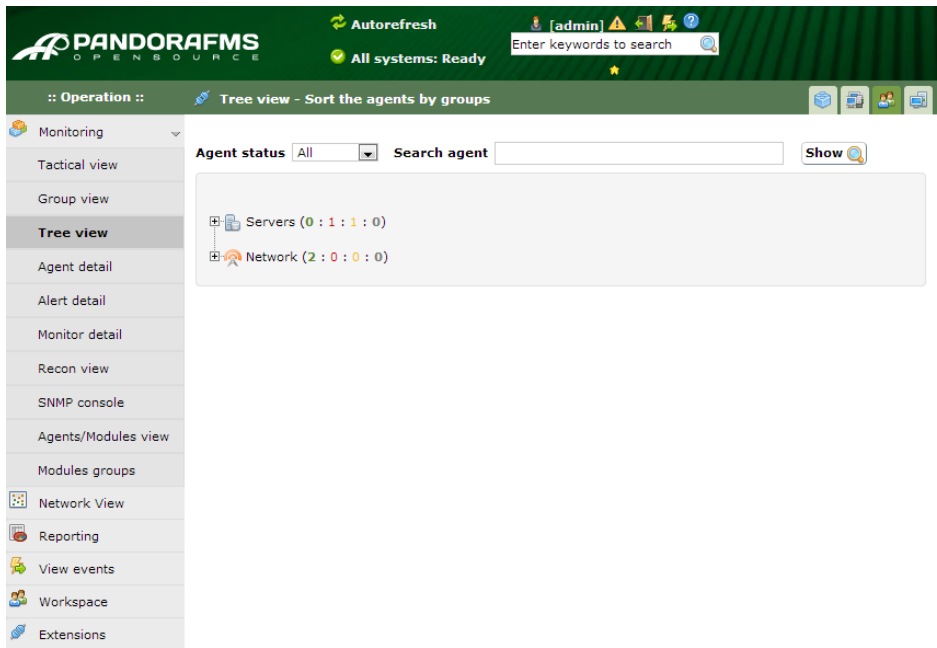 PANDORAFMS
OPENSOURCE
Autorefresh
All systems: Ready
[admin]
Enter keywords to search
:: Operation ::
Tree view - Sort the agents by groups
Monitoring
Tactical view
Group view
Tree view
Agent detail
Alert detail
Monitor detail
Recon view
SNMP console
Agents/Modules view
Modules groups
Network View
Reporting
View events
Workspace
Extensions
Agent status All Search agent Show
Servers (0 : 1 : 1 : 0)
Network (2 : 0 : 0 : 0)